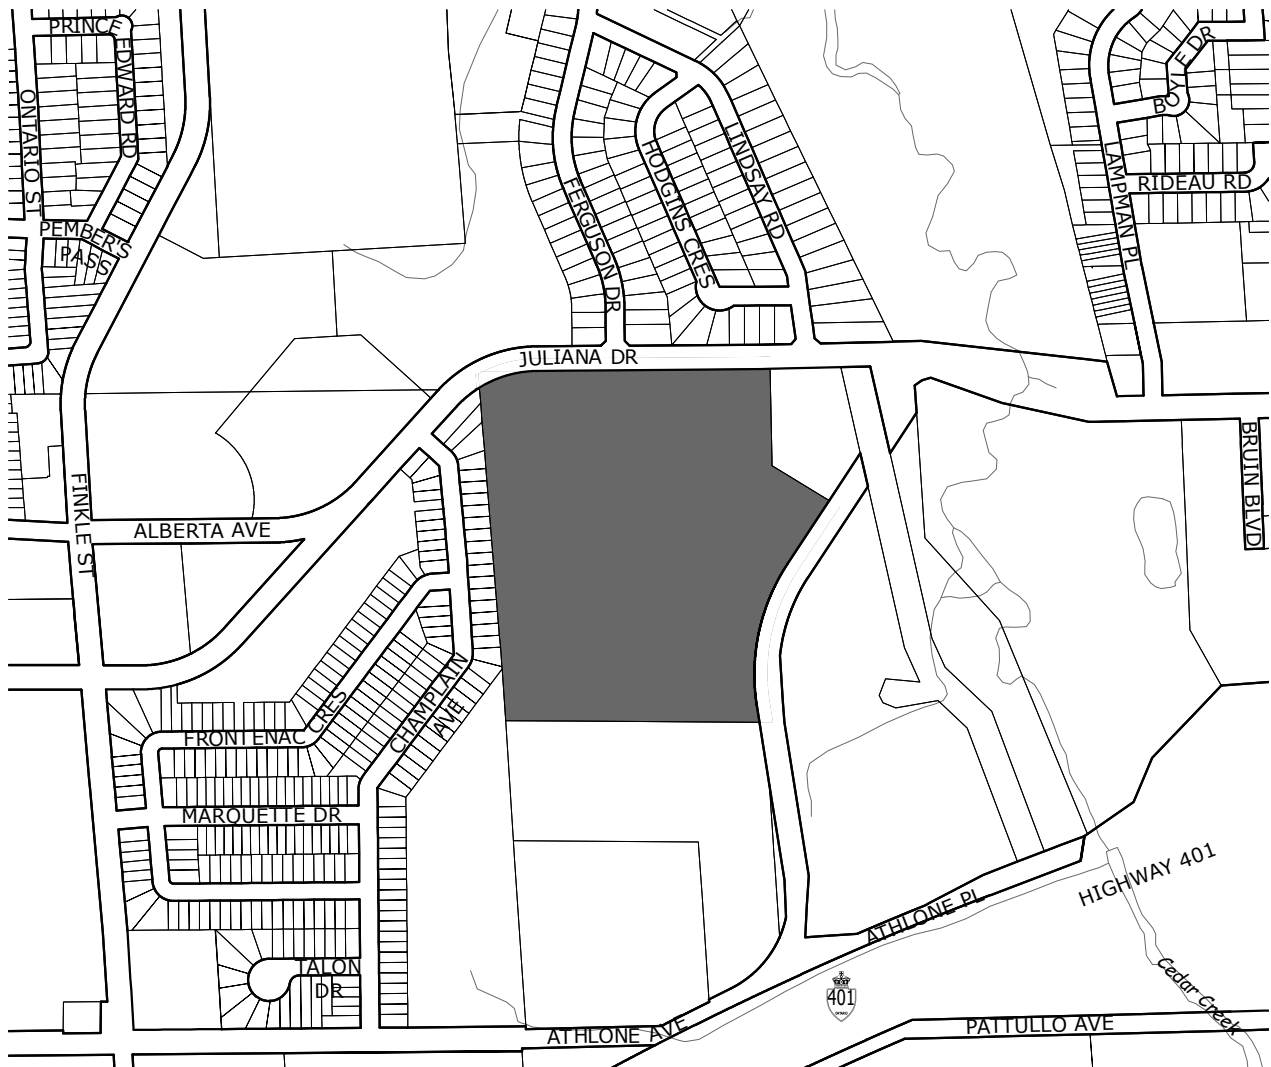 PRINCE
EDWARD RD
ONTARIO ST
PEMBER'S
PASS
FINKLE ST
ALBERTA AVE
JULIANA DR
FERGUSON DR
HODGINS CRES
LINDSAY RD
BOYLE DR
LAMPMAN PL
RIDEAU RD
BRUIN BLVD
FRONTENAC CRES
CHAMPLAIN
AVE
MARQUETTE DR
TALON
DR
ATHLONE AVE
ATHLONE PL
HIGHWAY 401
401
ONTARIO
Cedar Creek
PATTULLO AVE